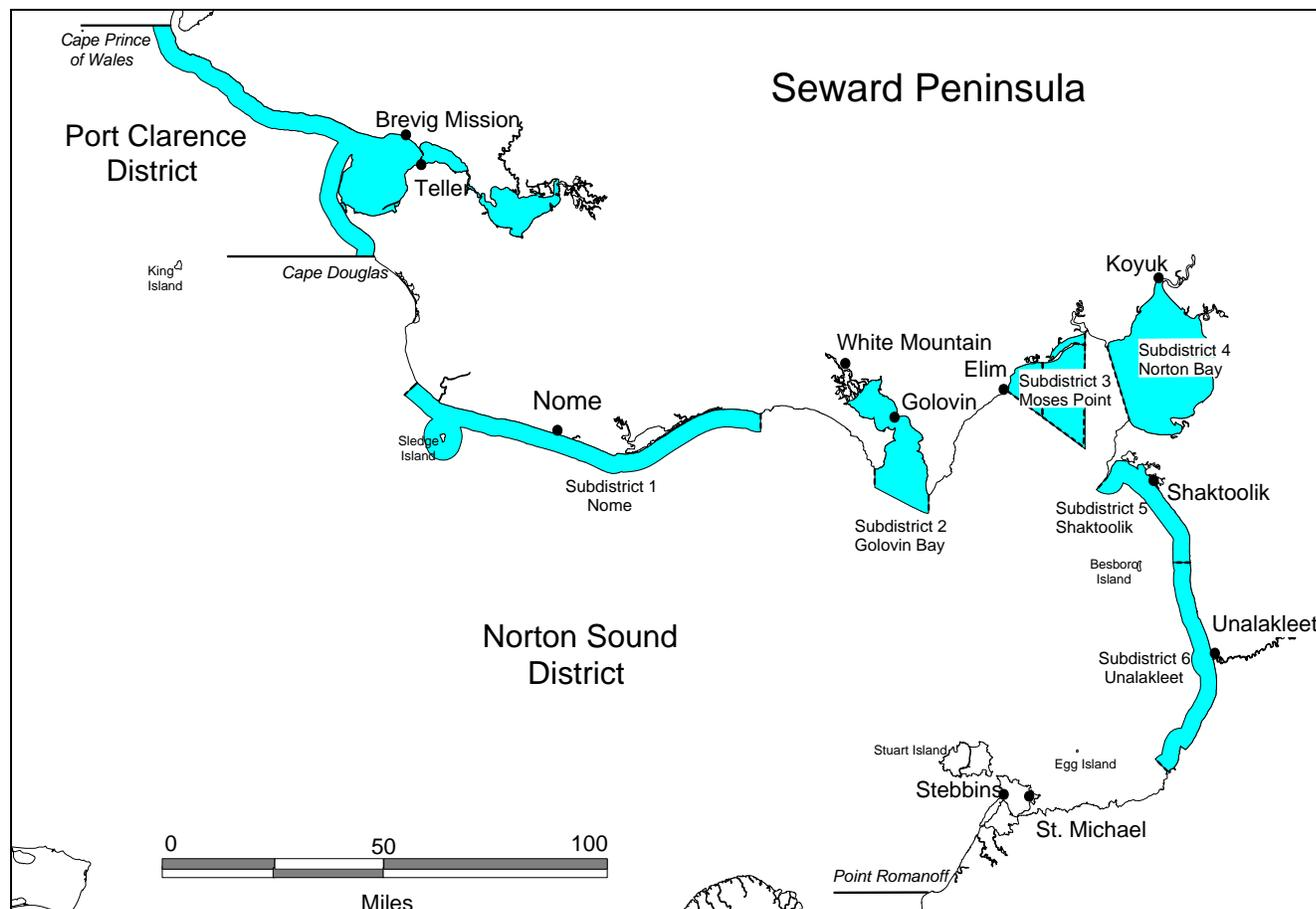 Cape Prince
of Wales
Seward Peninsula
Port Clarence
District
Brevig Mission
Teller
King
Island
Cape Douglas
Koyuk
White Mountain
Subdistrict 4
Norton Bay
Elim
Subdistrict 3
Moses Point
Nome
Golovin
Sledge
Island
Subdistrict 1
Nome
Shaktoolik
Subdistrict 5
Shaktoolik
Subdistrict 2
Golovin Bay
Besboro
Island
Norton Sound
District
Unalakleet
Subdistrict 6
Unalakleet
Stuart Island
Egg Island
Stebbins
St. Michael
0 50 100
Miles
Point Romanoff